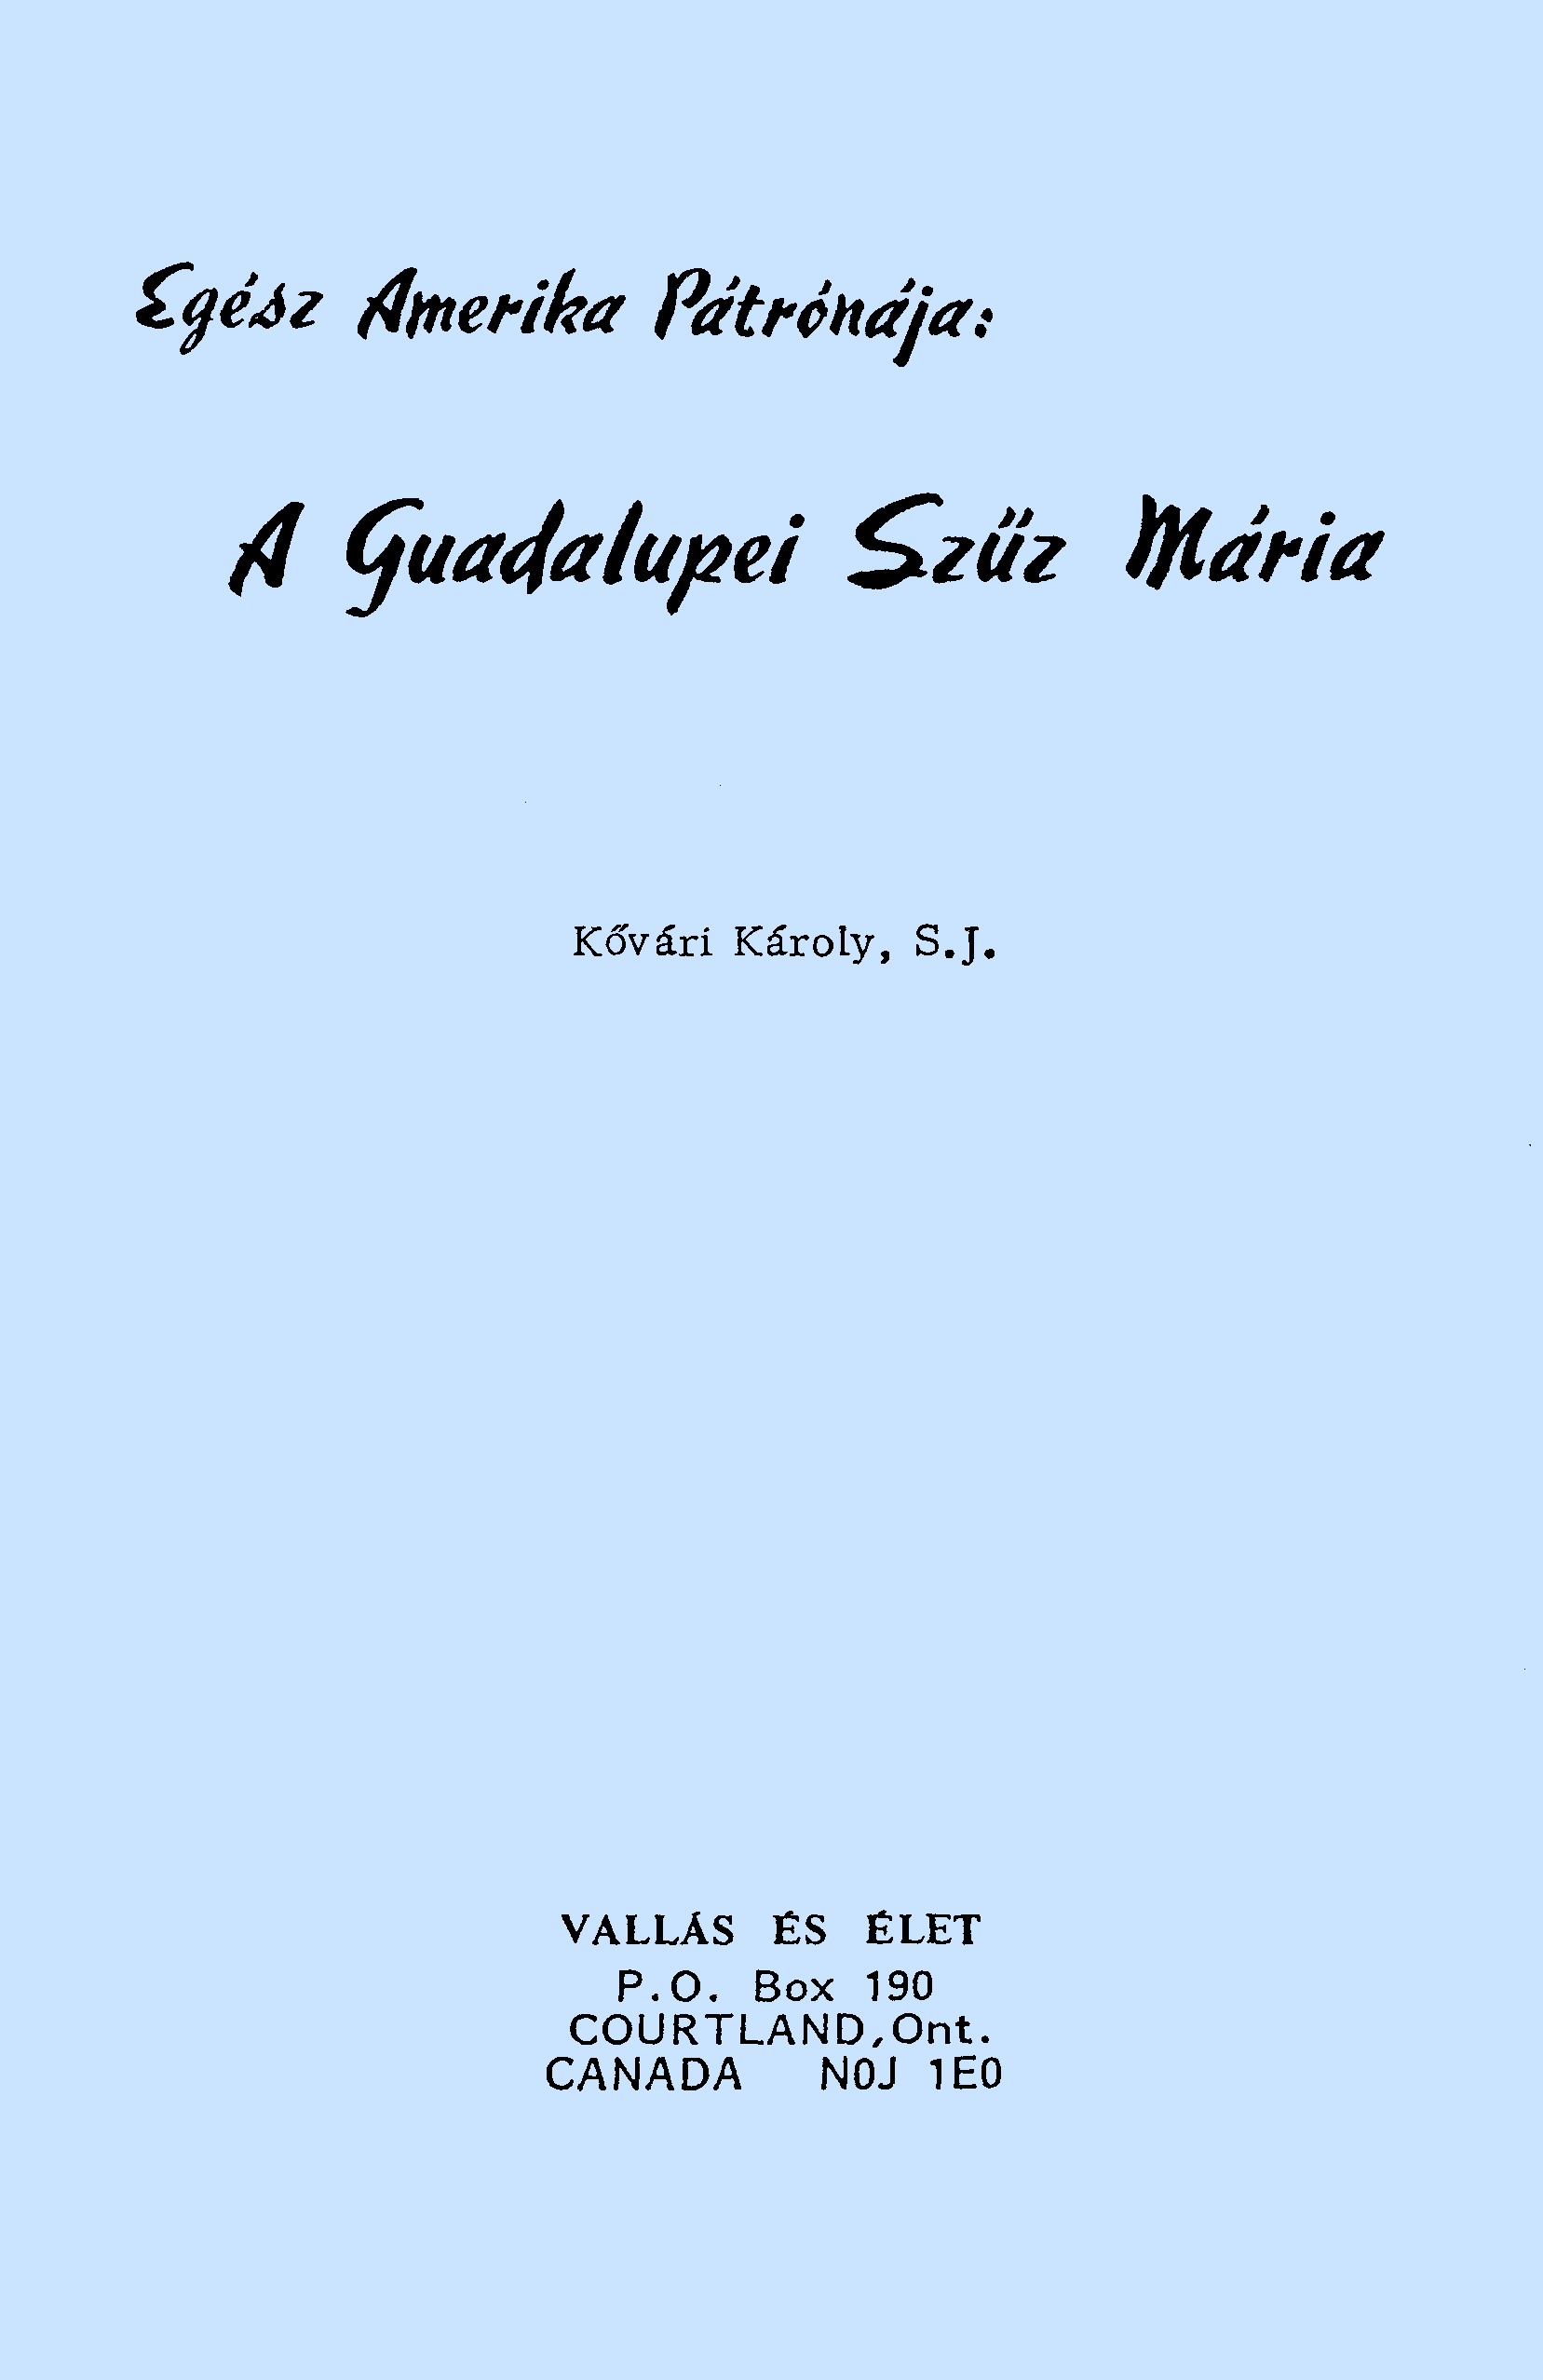 Egész Amerika Pátrónája:
A Guadalupei Szűz Mária
Kővári Károly, S.J.
VALLÁS ÉS ÉLET
P.O. Box 190
COURTLAND,Ont.
CANADA N0J 1E0